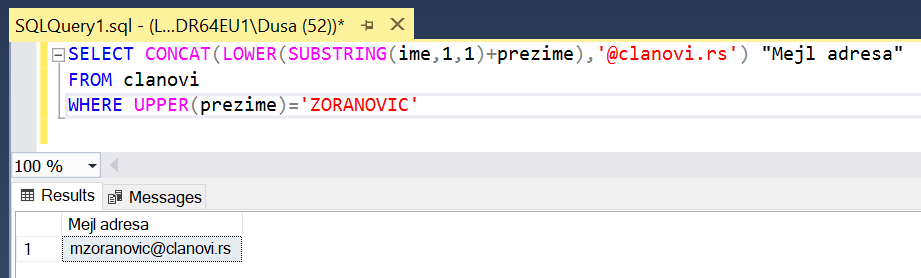 SQLQuery1.sql - (L...DR64EU1\Dusa (52))*
SELECT CONCAT(LOWER(SUBSTRING(ime,1,1)+prezime),'@clanovi.rs') "Mejl adresa"
FROM clanovi
WHERE UPPER(prezime)='ZORANOVIC'
100 %
Results Messages
Mejl adresa
1 mzoranovic@clanovi.rs